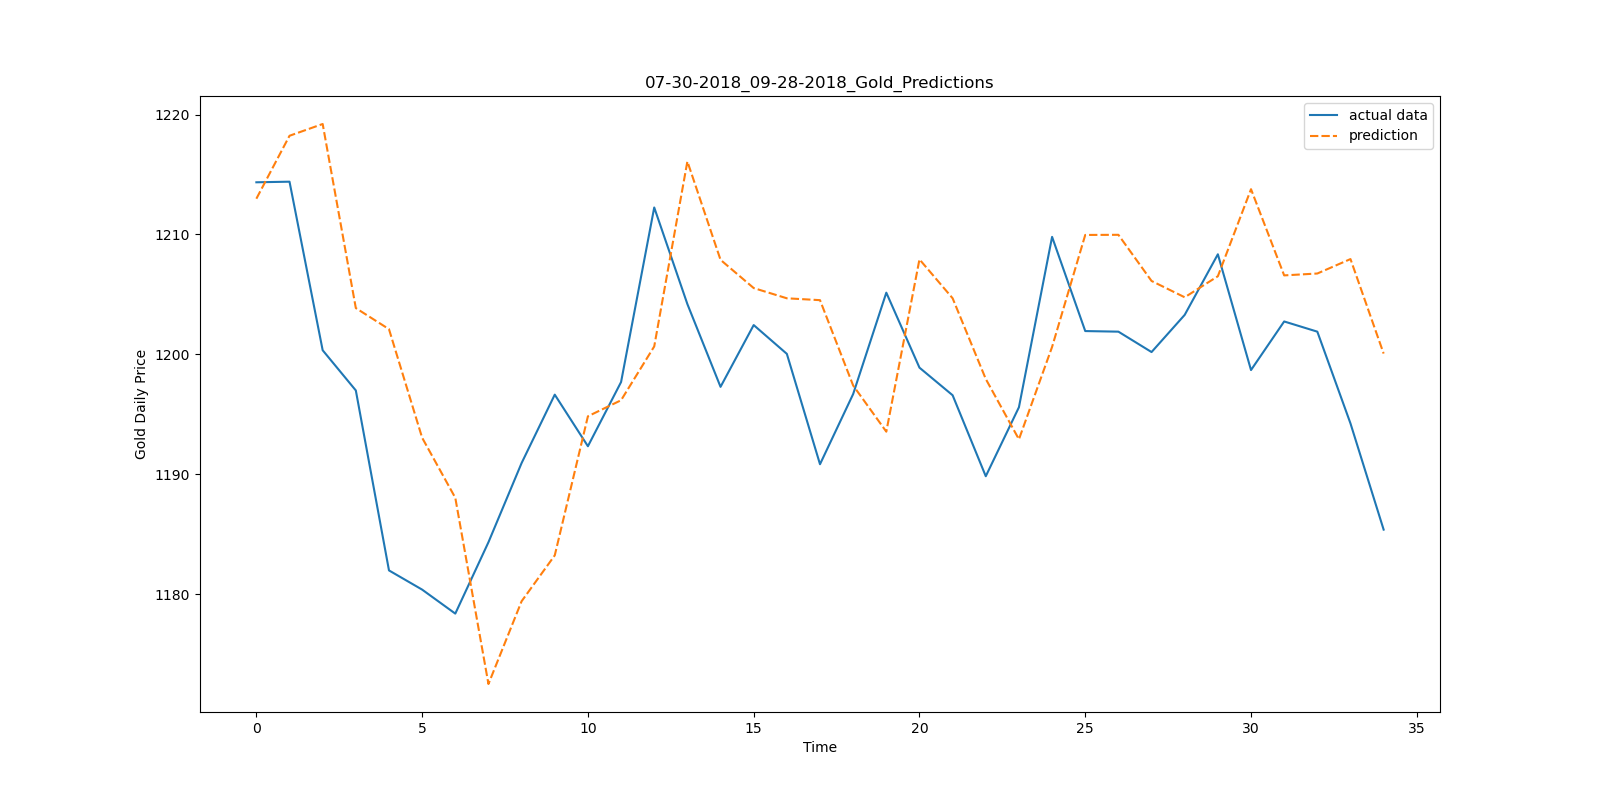 07-30-2018_09-28-2018_Gold_Predictions
actual data
prediction
Gold Daily Price
1220
1210
1200
1190
1180
0 5 10 15 20 25 30 35
Time